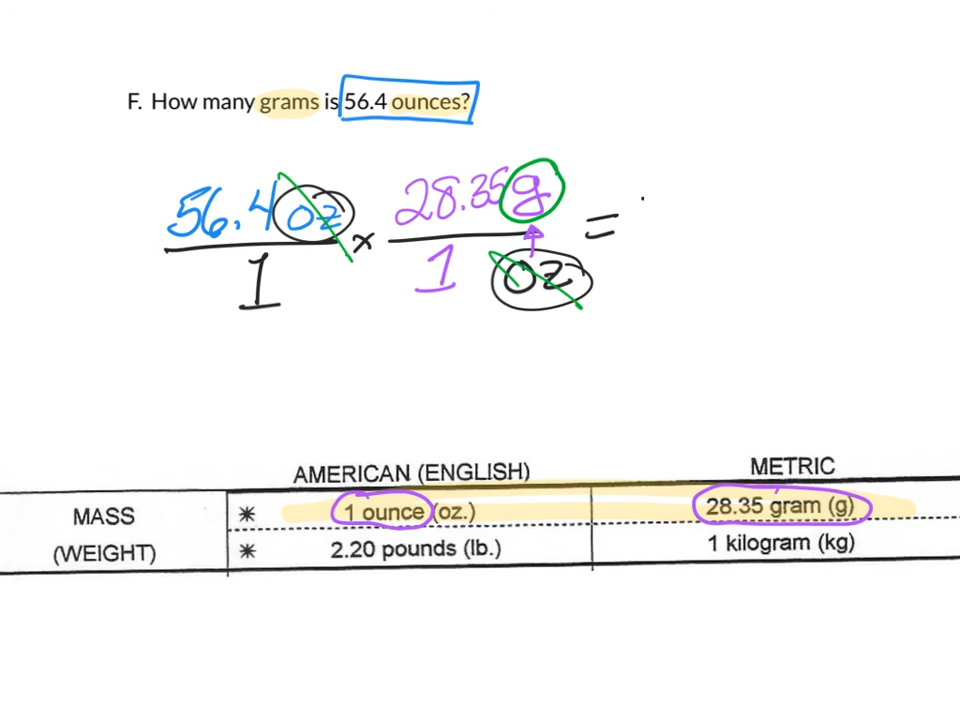 F. How many grams is 56.4 ounces?
56.4 oz × 28.35 g =
1 1 oz
AMERICAN (ENGLISH) METRIC
MASS * 1 ounce (oz.) 28.35 gram (g)
(WEIGHT) * 2.20 pounds (lb.) 1 kilogram (kg)